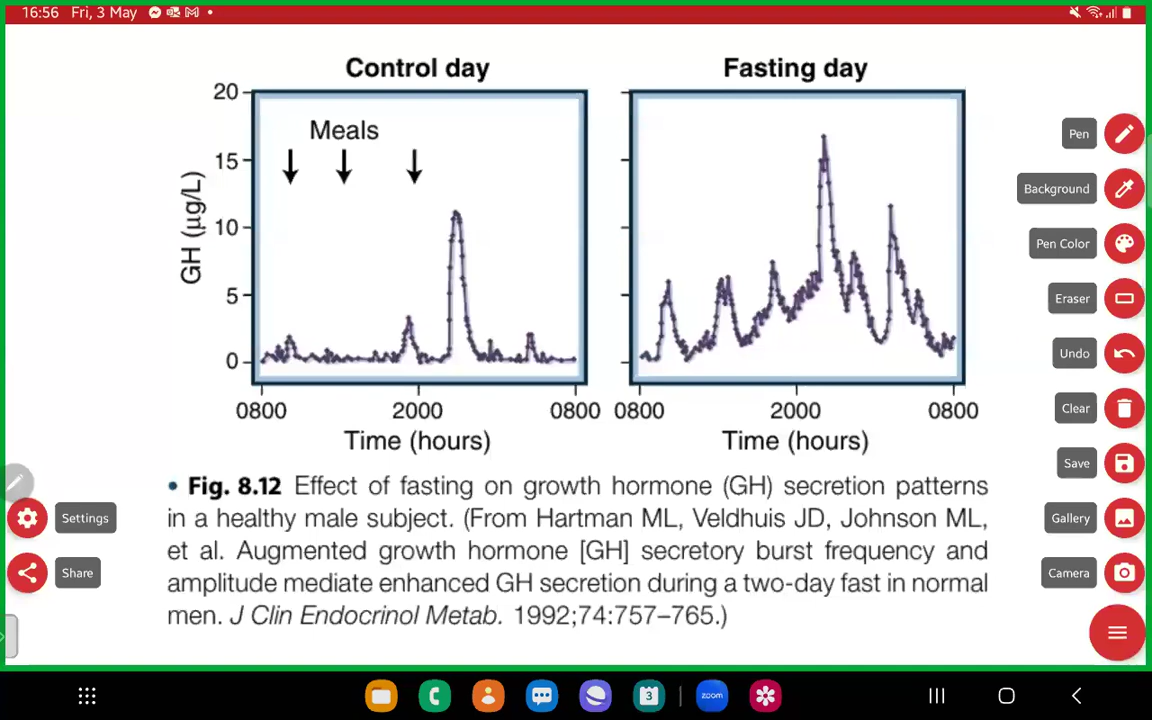 16:56 Fri, 3 May
Control day
Fasting day
Meals
GH (µg/L)
20
15
10
5
0
0800 2000 0800
0800 2000 0800
Time (hours)
Time (hours)
• Fig. 8.12 Effect of fasting on growth hormone (GH) secretion patterns
in a healthy male subject. (From Hartman ML, Veldhuis JD, Johnson ML,
et al. Augmented growth hormone [GH] secretory burst frequency and
amplitude mediate enhanced GH secretion during a two-day fast in normal
men. J Clin Endocrinol Metab. 1992;74:757–765.)
Pen
Background
Pen Color
Eraser
Undo
Clear
Save
Gallery
Camera
Settings
Share
3
zoom